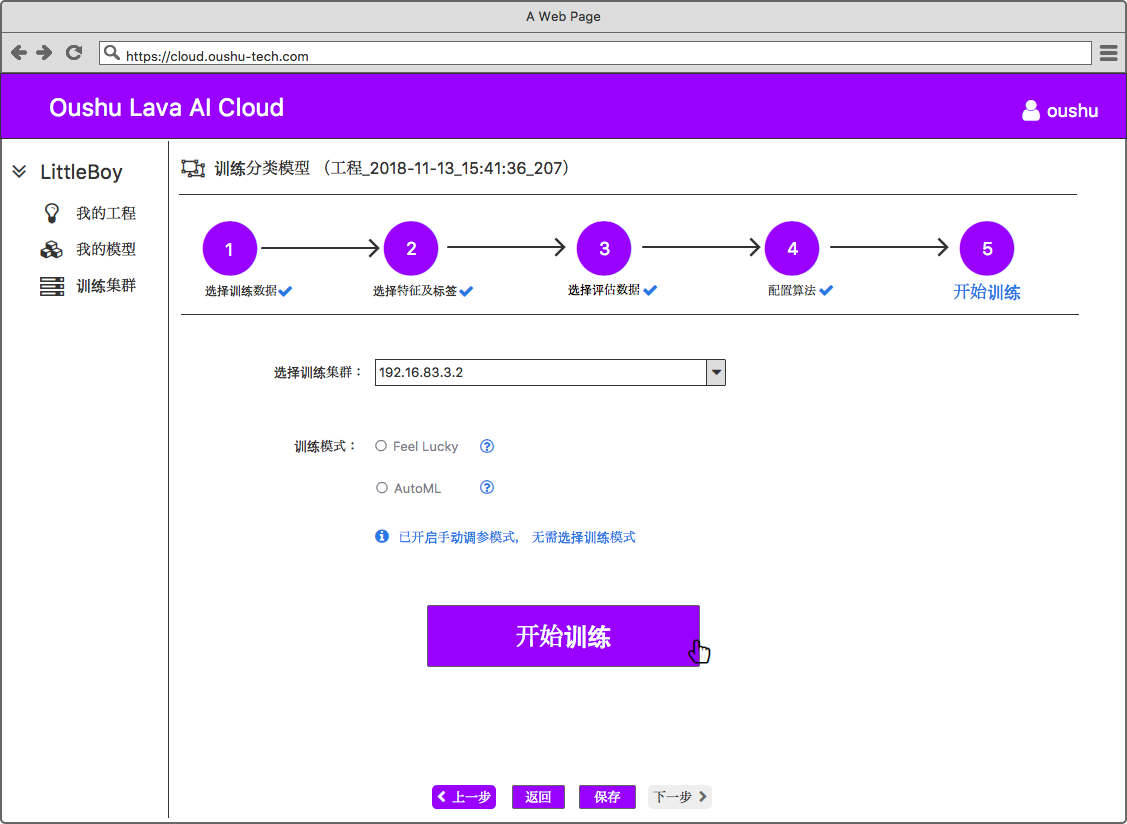 A Web Page
https://cloud.oushu-tech.com
Oushu Lava AI Cloud
oushu
LittleBoy
我的工程
我的模型
训练集群
训练分类模型 （工程_2018-11-13_15:41:36_207）
1
2
3
4
5
选择训练数据
选择特征及标签
选择评估数据
配置算法
开始训练
选择训练集群： 192.16.83.3.2
训练模式： Feel Lucky ?
AutoML ?
已开启手动调参模式， 无需选择训练模式
开始训练
上一步 返回 保存 下一步